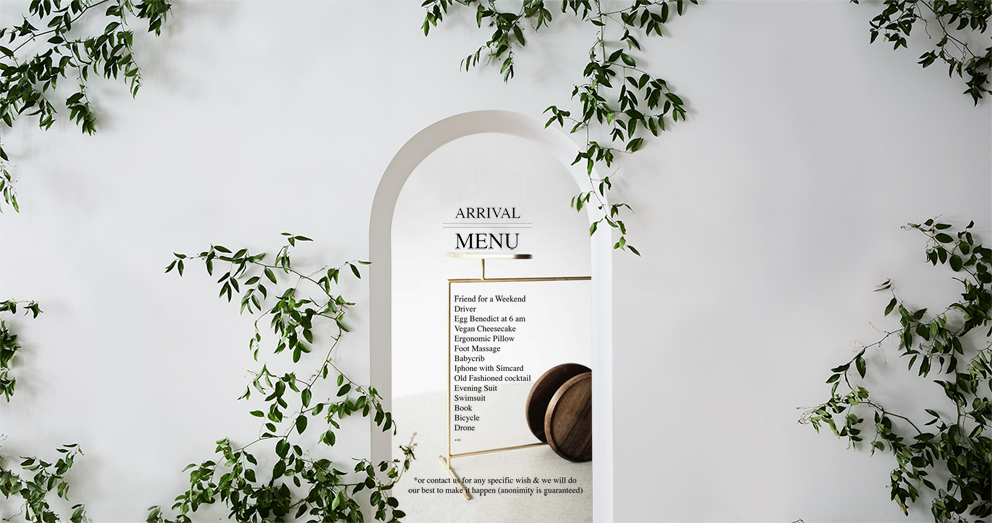 ARRIVAL
MENU
Friend for a Weekend
Driver
Egg Benedict at 6 am
Vegan Cheesecake
Ergonomic Pillow
Foot Massage
Babycrib
Iphone with Simcard
Old Fashioned cocktail
Evening Suit
Swimsuit
Book
Bicycle
Drone
...
*or contact us for any specific wish & we will do
our best to make it happen (anonimity is guaranteed)